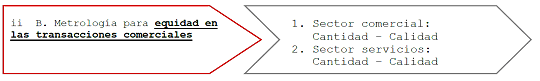 ii B. Metrología para equidad en
las transacciones comerciales
1. Sector comercial:
Cantidad – Calidad
2. Sector servicios:
Cantidad – Calidad